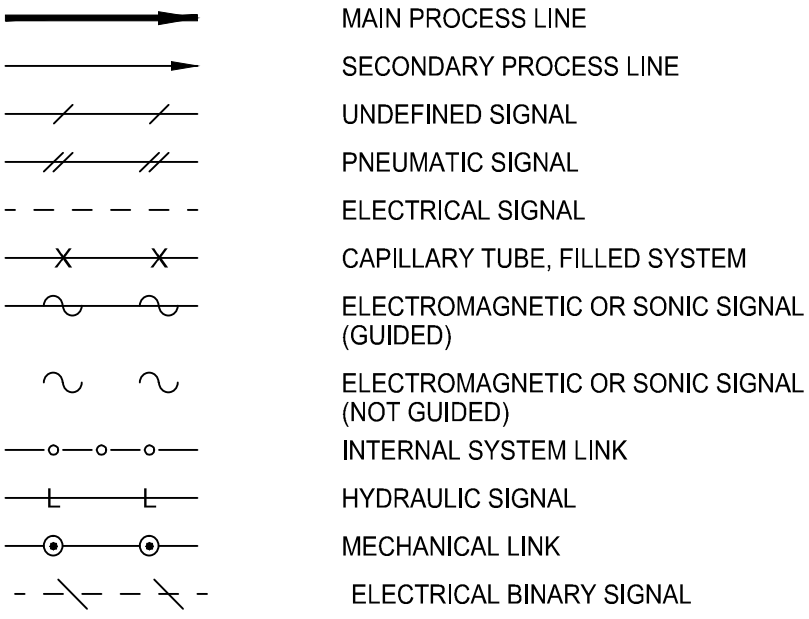 MAIN PROCESS LINE
SECONDARY PROCESS LINE
UNDEFINED SIGNAL
PNEUMATIC SIGNAL
ELECTRICAL SIGNAL
X X CAPILLARY TUBE, FILLED SYSTEM
ELECTROMAGNETIC OR SONIC SIGNAL
(GUIDED)
ELECTROMAGNETIC OR SONIC SIGNAL
(NOT GUIDED)
INTERNAL SYSTEM LINK
L L HYDRAULIC SIGNAL
MECHANICAL LINK
ELECTRICAL BINARY SIGNAL